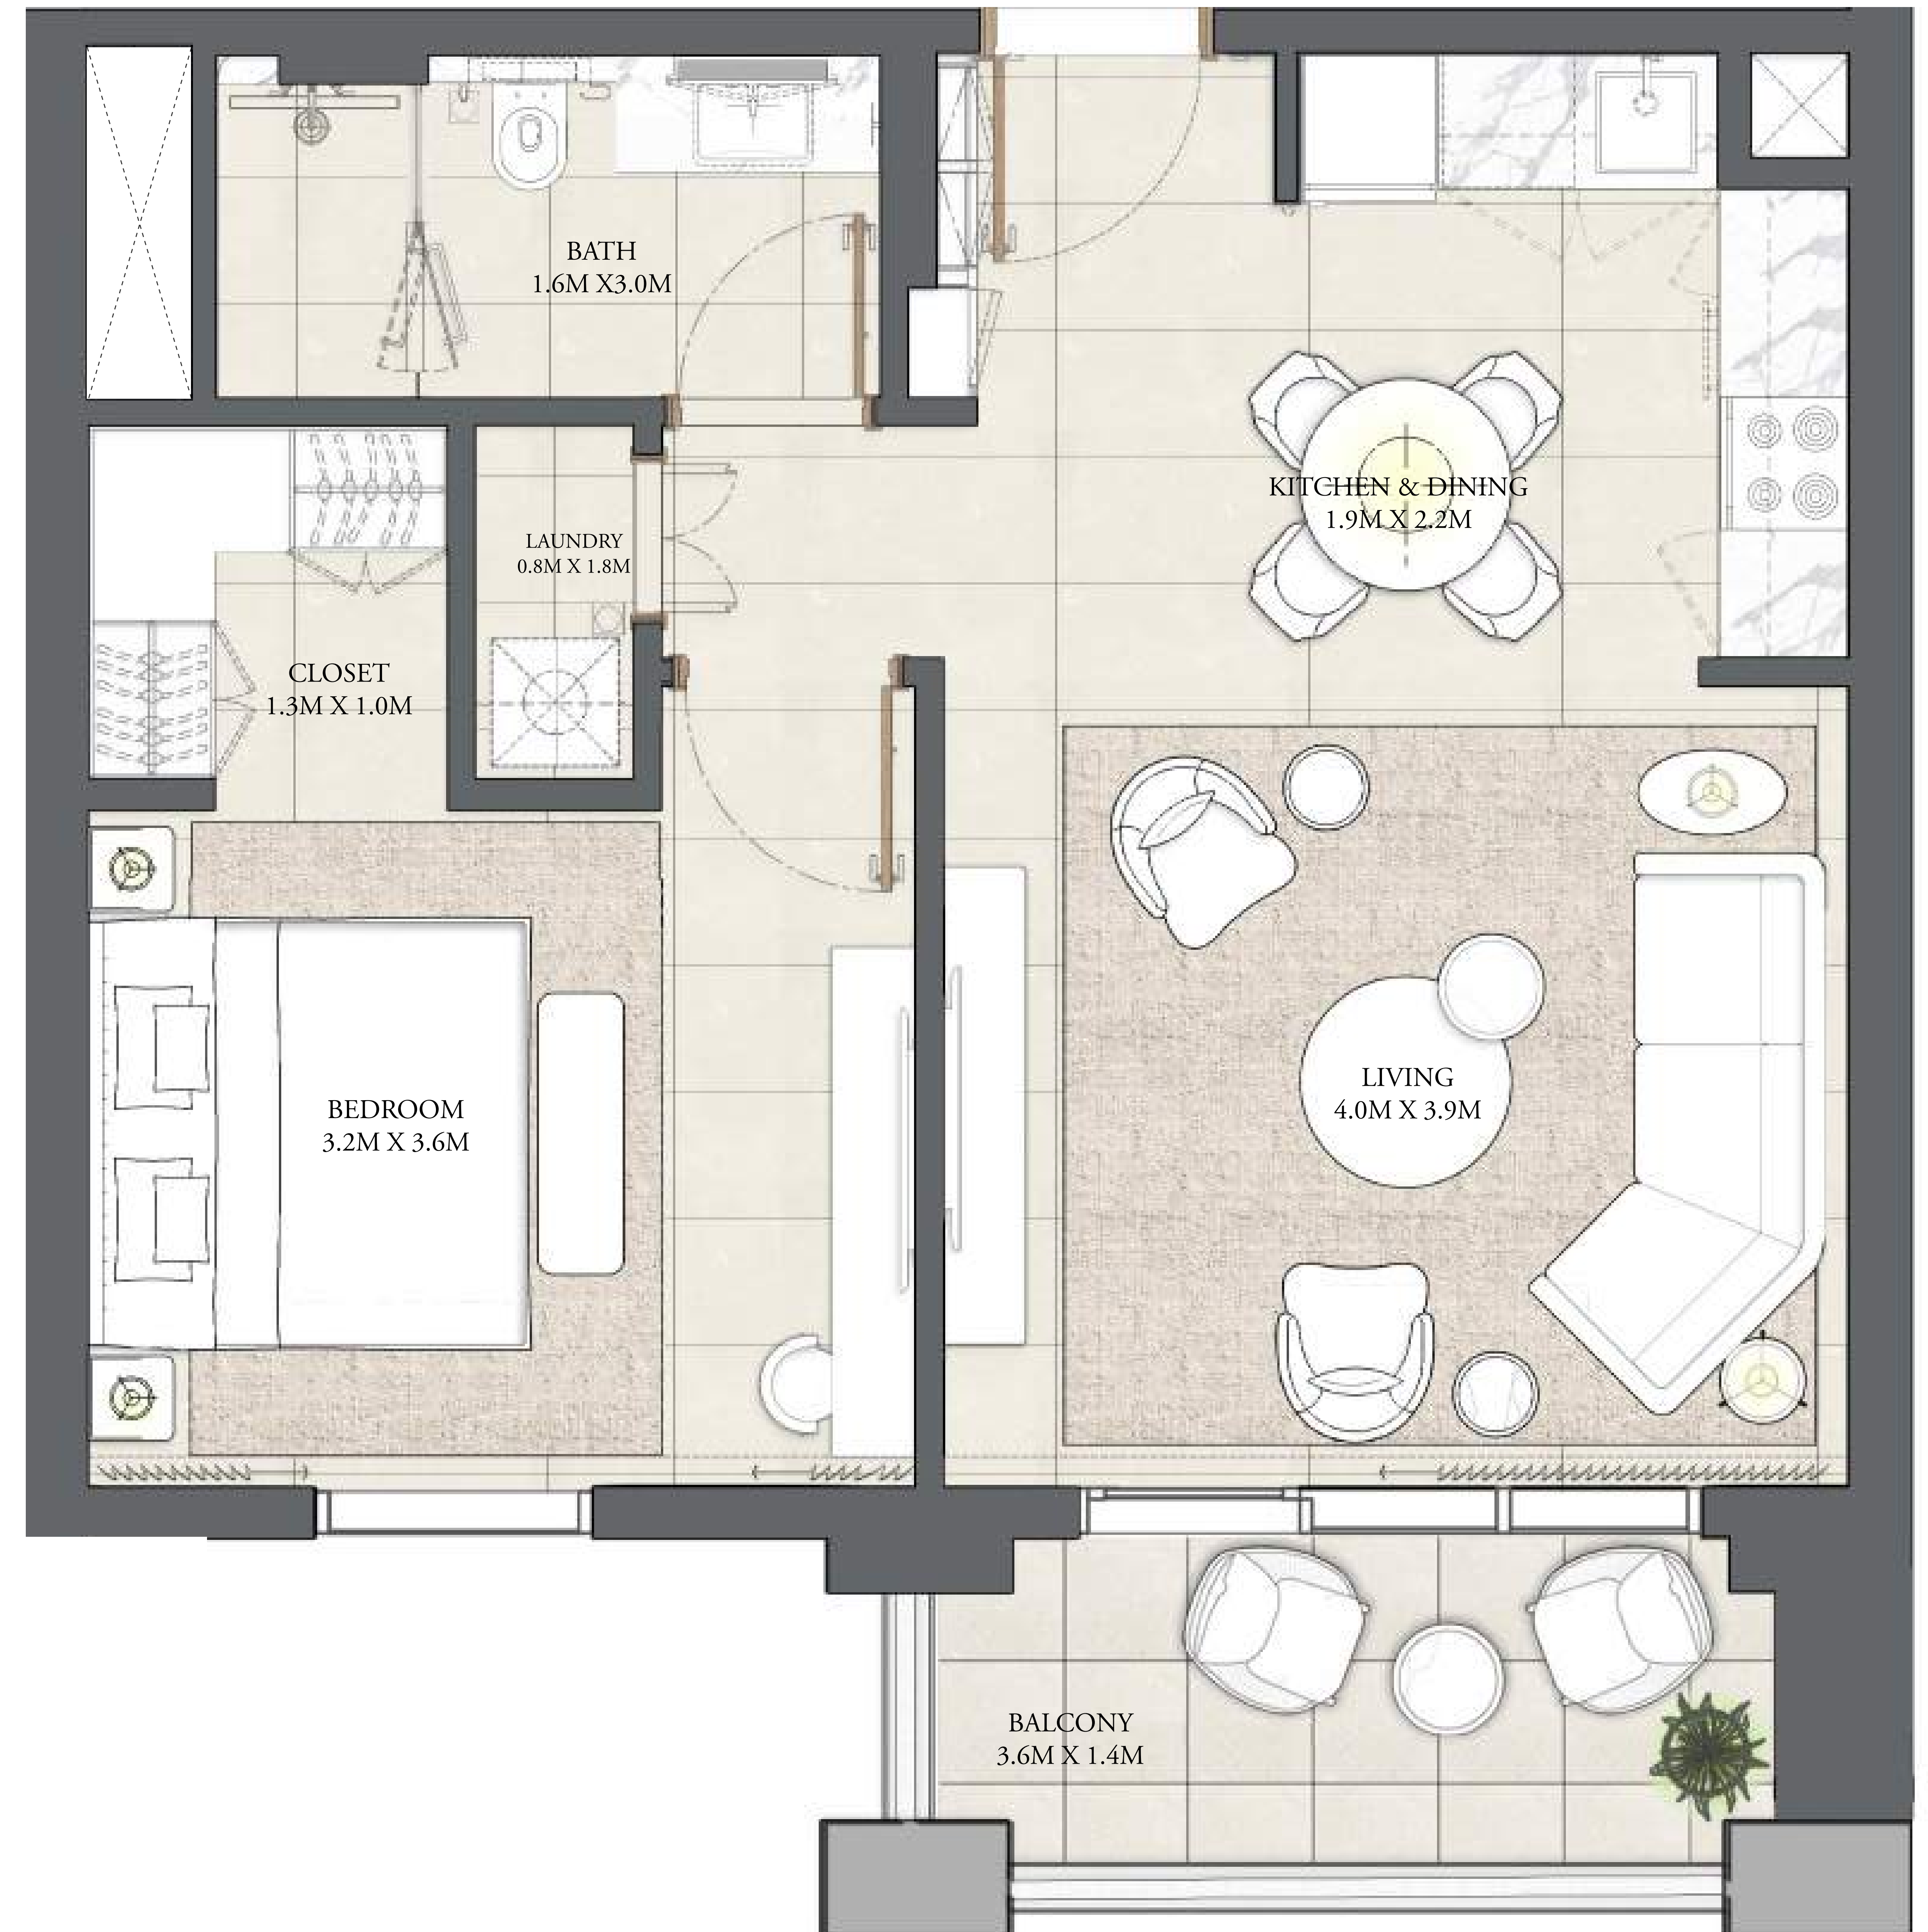 BATH
1.6M X3.0M
KITCHEN & DINING
1.9M X 2.2M
LAUNDRY
0.8M X 1.8M
CLOSET
1.3M X 1.0M
LIVING
4.0M X 3.9M
BEDROOM
3.2M X 3.6M
BALCONY
3.6M X 1.4M